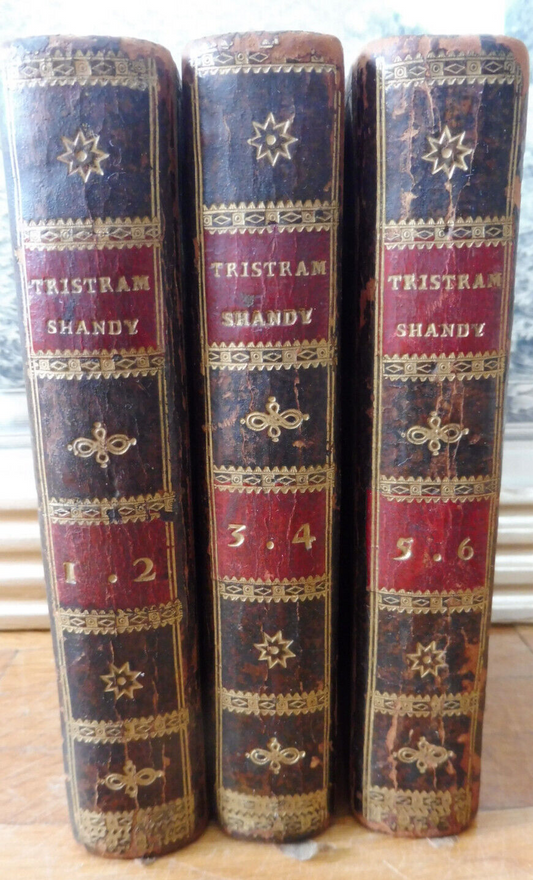 TRISTRAM
SHANDY
1 . 2
TRISTRAM
SHANDY
3 . 4
TRISTRAM
SHANDY
5 . 6